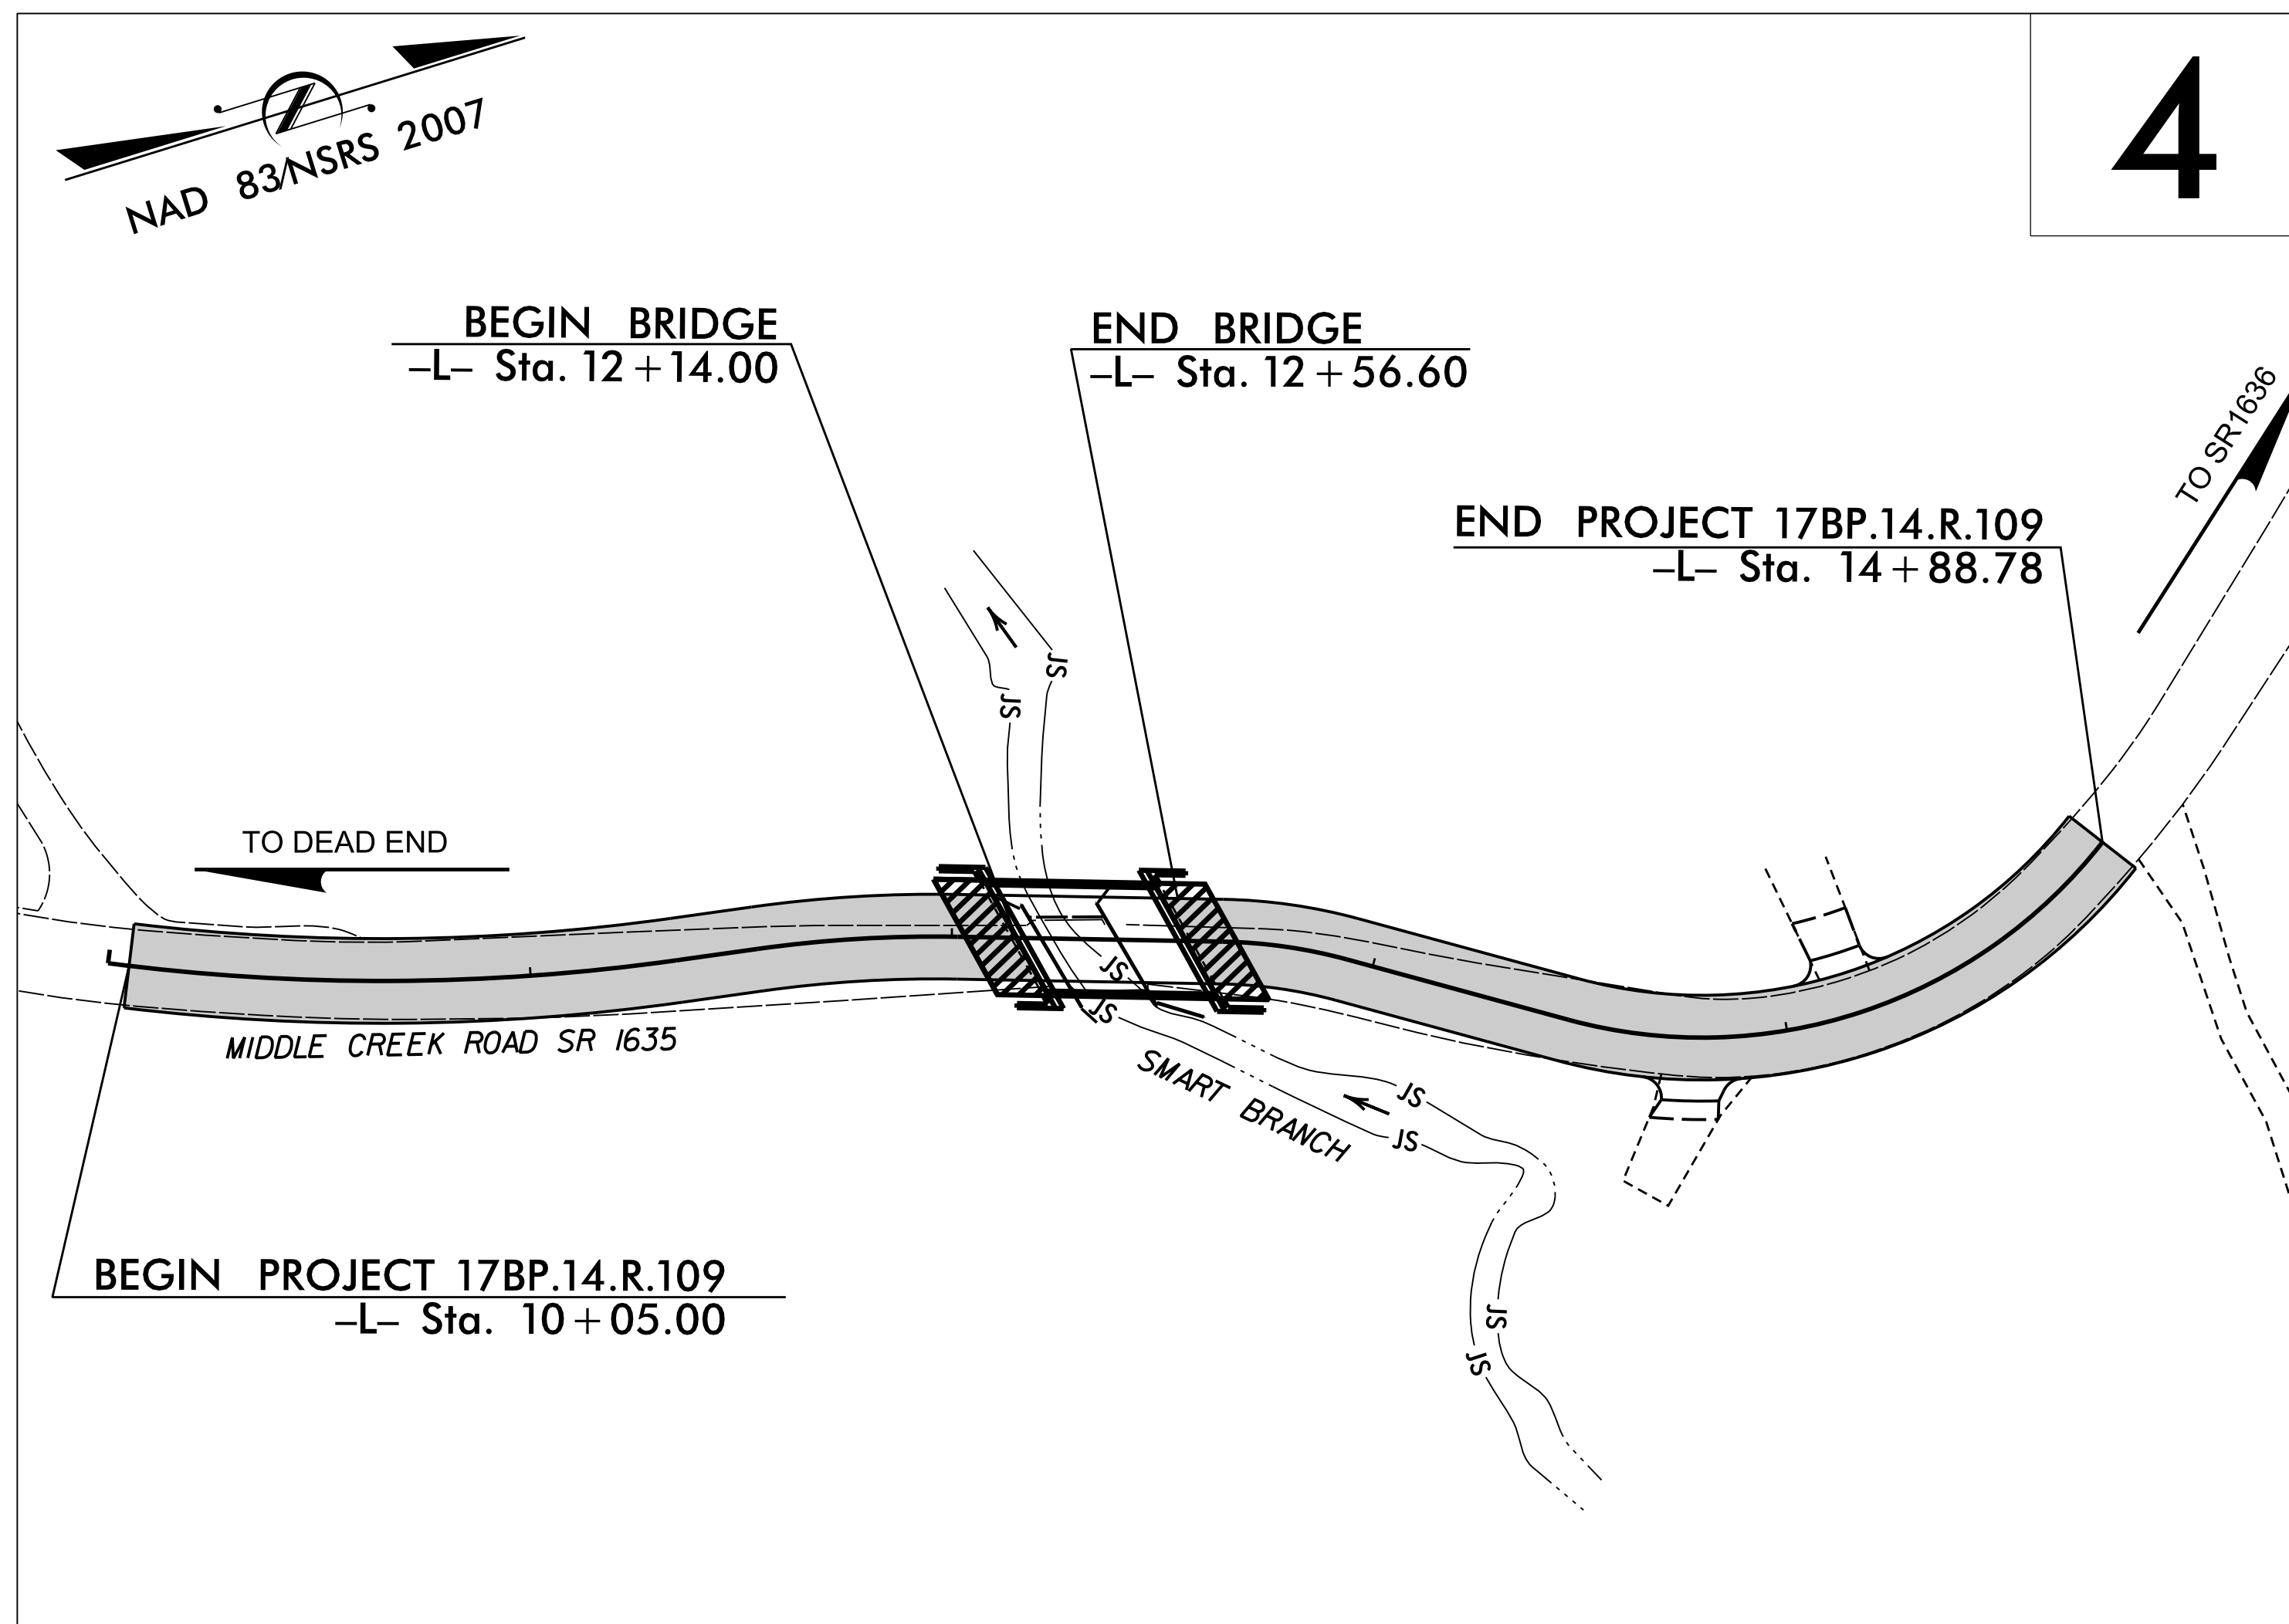 4
NAD 83/NSRS 2007
BEGIN BRIDGE
–L– Sta. 12+14.00
END BRIDGE
–L– Sta. 12+56.60
TO SR1636
END PROJECT 17BP.14.R.109
–L– Sta. 14+88.78
JS
JS
TO DEAD END
JS
JS
MIDDLE CREEK ROAD SR 1635
SMART BRANCH
JS
JS
BEGIN PROJECT 17BP.14.R.109
–L– Sta. 10+05.00
JS
JS